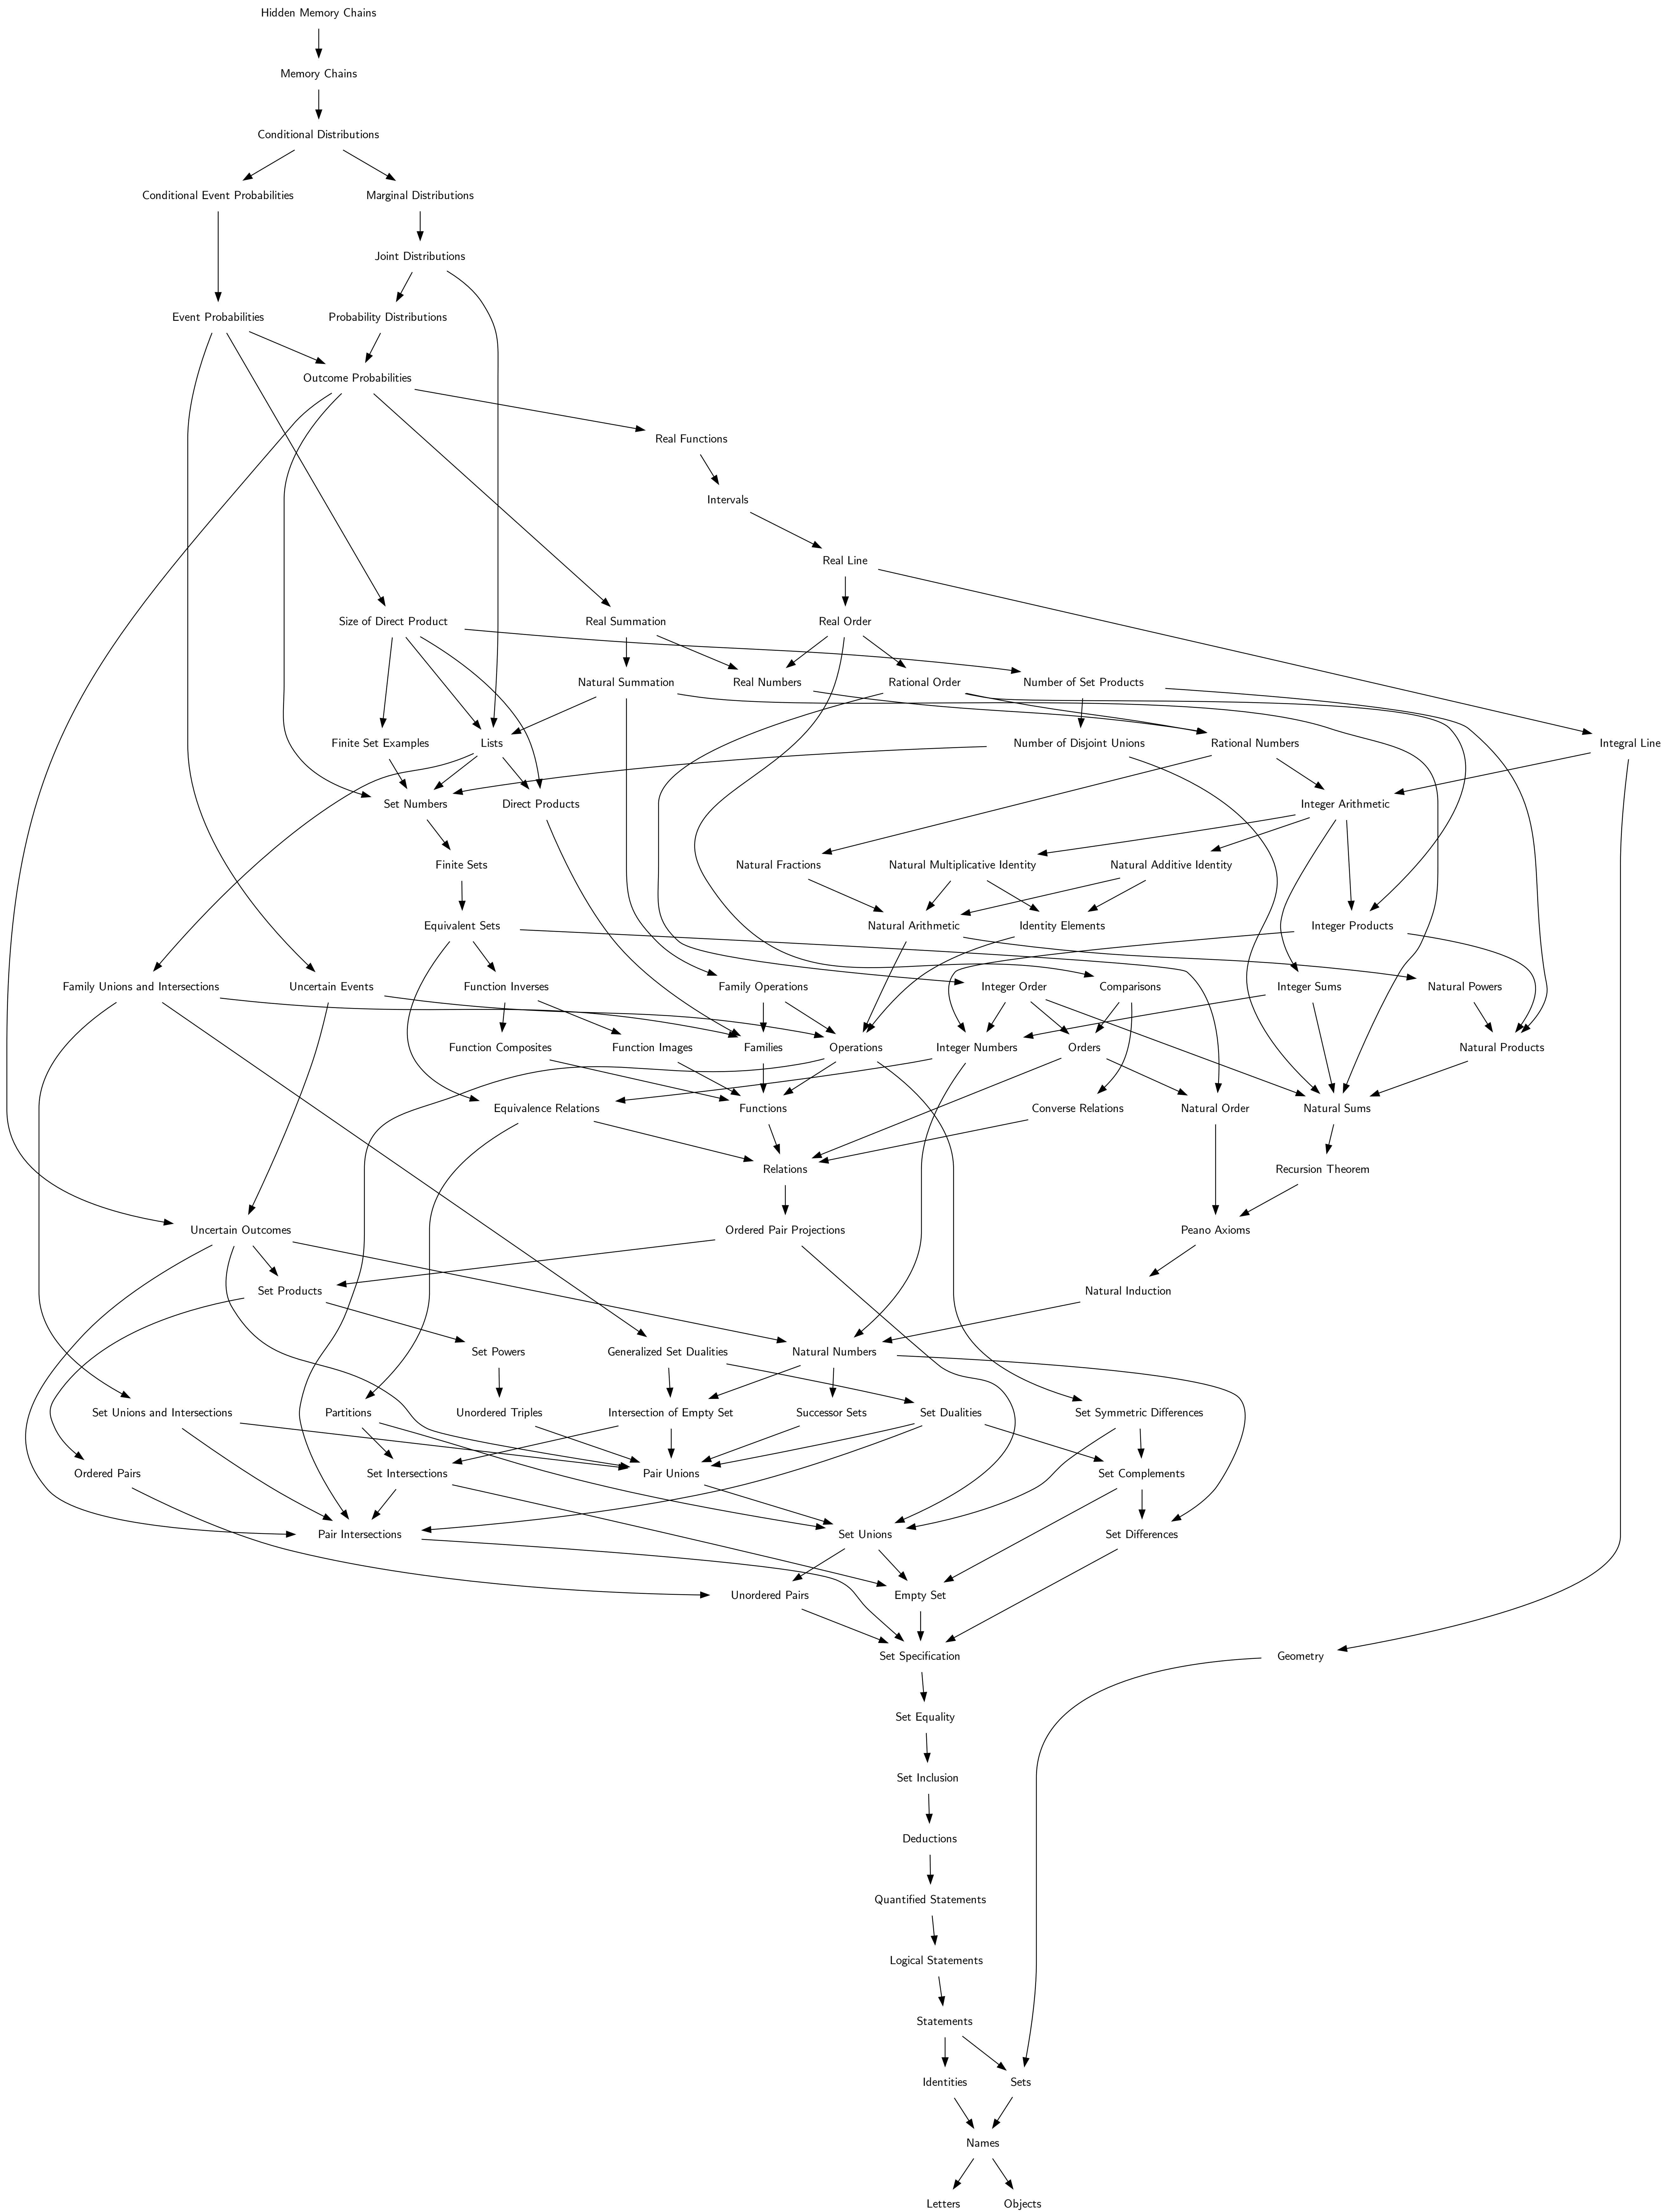 Hidden Memory Chains
Memory Chains
Conditional Distributions
Conditional Event Probabilities
Marginal Distributions
Joint Distributions
Event Probabilities
Probability Distributions
Outcome Probabilities
Real Functions
Intervals
Real Line
Size of Direct Product
Real Summation
Real Order
Natural Summation
Real Numbers
Rational Order
Number of Set Products
Finite Set Examples
Lists
Number of Disjoint Unions
Rational Numbers
Integral Line
Set Numbers
Direct Products
Integer Arithmetic
Finite Sets
Natural Fractions
Natural Multiplicative Identity
Natural Additive Identity
Equivalent Sets
Natural Arithmetic
Identity Elements
Integer Products
Family Unions and Intersections
Uncertain Events
Function Inverses
Family Operations
Integer Order
Comparisons
Integer Sums
Natural Powers
Function Composites
Function Images
Families
Operations
Integer Numbers
Orders
Natural Products
Equivalence Relations
Functions
Converse Relations
Natural Order
Natural Sums
Relations
Recursion Theorem
Uncertain Outcomes
Ordered Pair Projections
Peano Axioms
Set Products
Natural Induction
Set Powers
Generalized Set Dualities
Natural Numbers
Set Unions and Intersections
Partitions
Unordered Triples
Intersection of Empty Set
Successor Sets
Set Dualities
Set Symmetric Differences
Ordered Pairs
Set Intersections
Pair Unions
Set Complements
Pair Intersections
Set Unions
Set Differences
Unordered Pairs
Empty Set
Set Specification
Geometry
Set Equality
Set Inclusion
Deductions
Quantified Statements
Logical Statements
Statements
Identities
Sets
Names
Letters
Objects